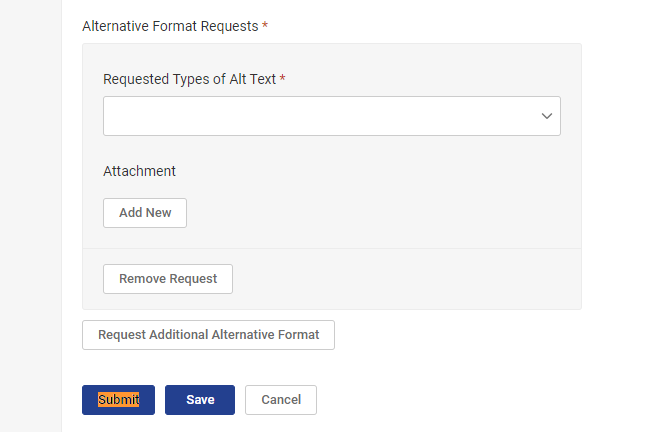 Alternative Format Requests *
Requested Types of Alt Text *
Attachment
Add New
Remove Request
Request Additional Alternative Format
Submit Save Cancel